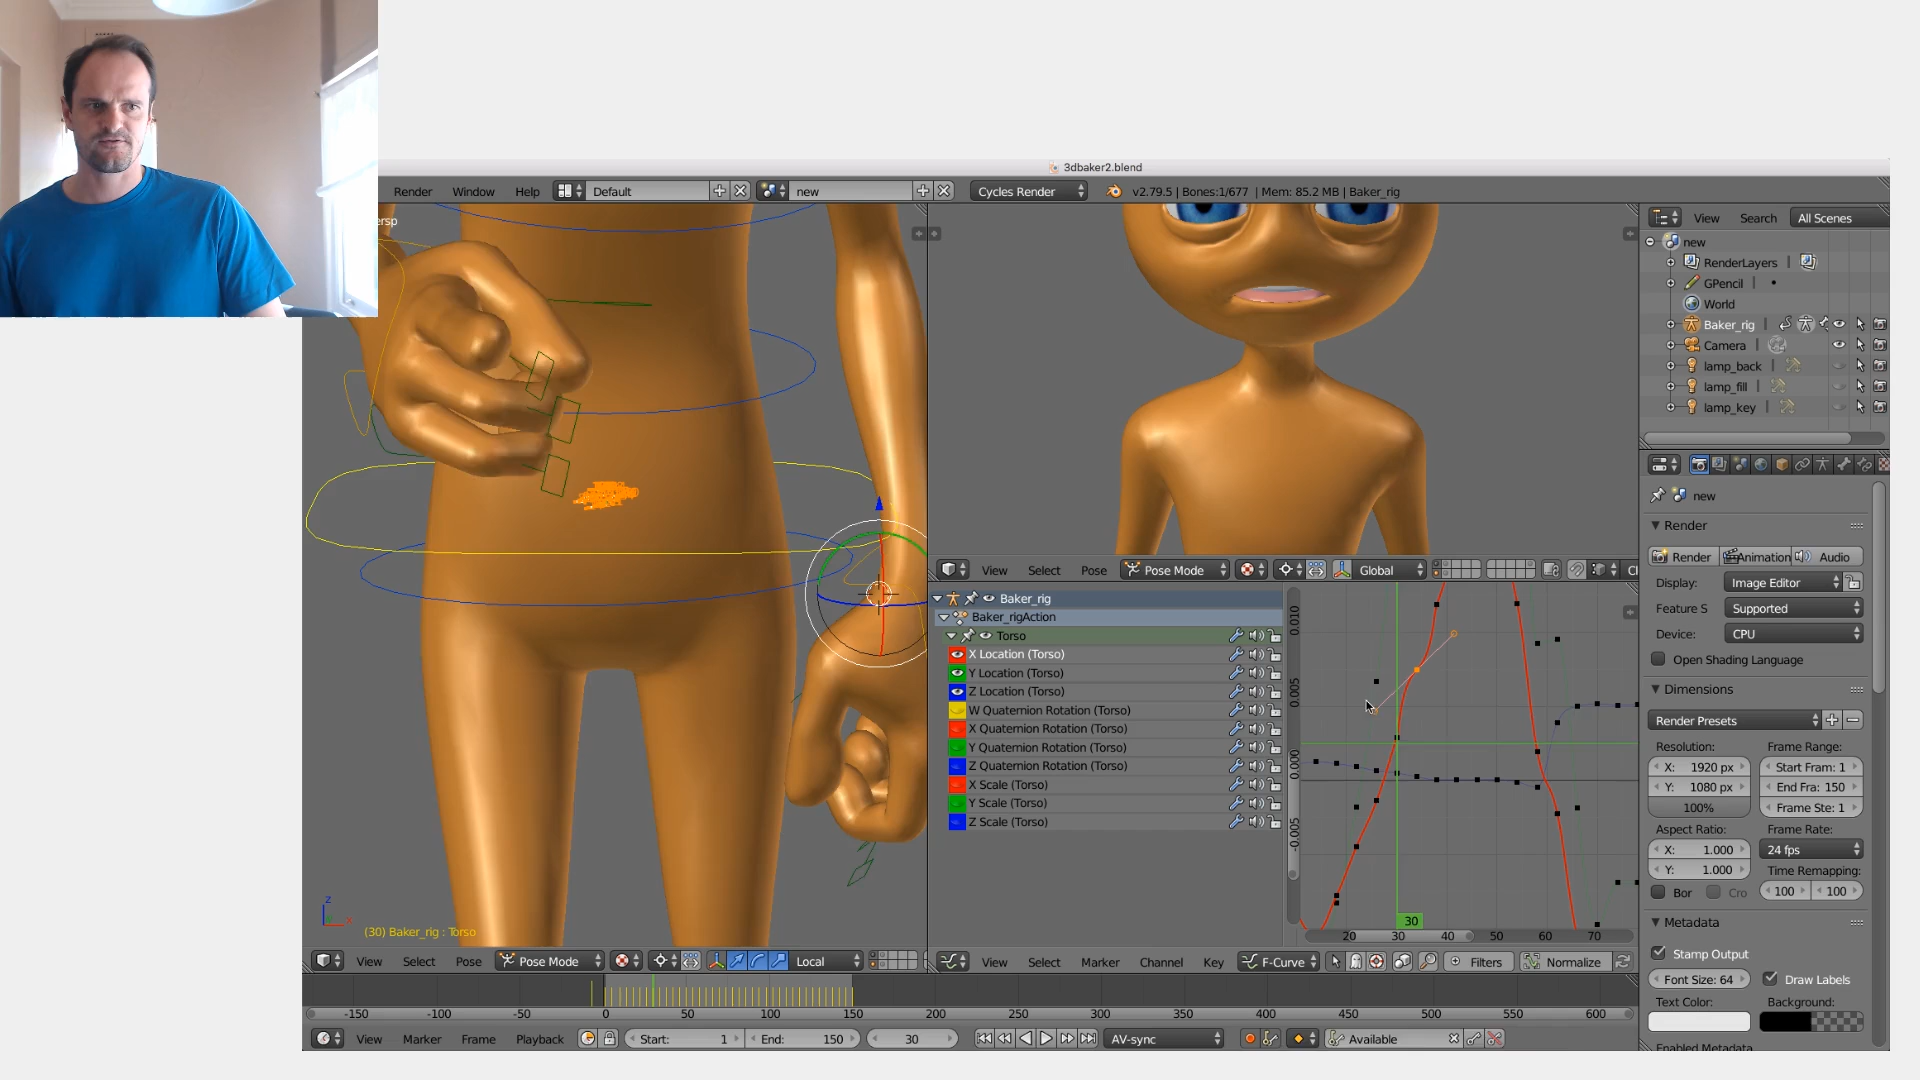 3dbaker2.blend
Render Window Help Default new Cycles Render v2.79.5 | Bones:1/677 | Mem: 85.2 MB | Baker_rig
ersp
View Search All Scenes
new
RenderLayers
GPencil
World
Baker_rig
Camera
lamp_back
lamp_fill
lamp_key
new
Render
Render Animation Audio
Display: Image Editor
Feature S Supported
Device: CPU
Open Shading Language
Dimensions
Render Presets
Resolution: Frame Range:
X: 1920 px Start Fram: 1
Y: 1080 px End Fra: 150
100% Frame Ste: 1
Aspect Ratio: Frame Rate:
X: 1.000 24 fps
Y: 1.000 Time Remapping:
Bor Cro 100 100
Metadata
Stamp Output
Font Size: 64 Draw Labels
Text Color: Background:
Enabled Metadata
View Select Pose Pose Mode Global Cl
Baker_rig
Baker_rigAction
Torso
X Location (Torso)
Y Location (Torso)
Z Location (Torso)
W Quaternion Rotation (Torso)
X Quaternion Rotation (Torso)
Y Quaternion Rotation (Torso)
Z Quaternion Rotation (Torso)
X Scale (Torso)
Y Scale (Torso)
Z Scale (Torso)
0.010
0.005
0.000
-0.005
30
20 30 40 50 60 70
View Select Marker Channel Key F-Curve Filters Normalize
z
x
(30) Baker_rig : Torso
View Select Pose Pose Mode Local
-150 -100 -50 0 50 100 150 200 250 300 350 400 450 500 550 600
View Marker Frame Playback Start: 1 End: 150 30 AV-sync Available